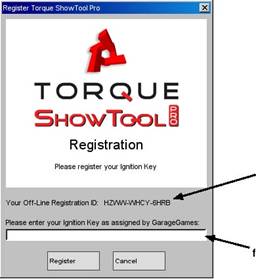 Register Torque ShowTool Pro
TORQUE
SHOWTOOL PRO
Registration
Please register your Ignition Key
Your Off-Line Registration ID: HZVWV-WHCY-6HRB
Please enter your Ignition Key as assigned by GarageGames:
Register Cancel
f